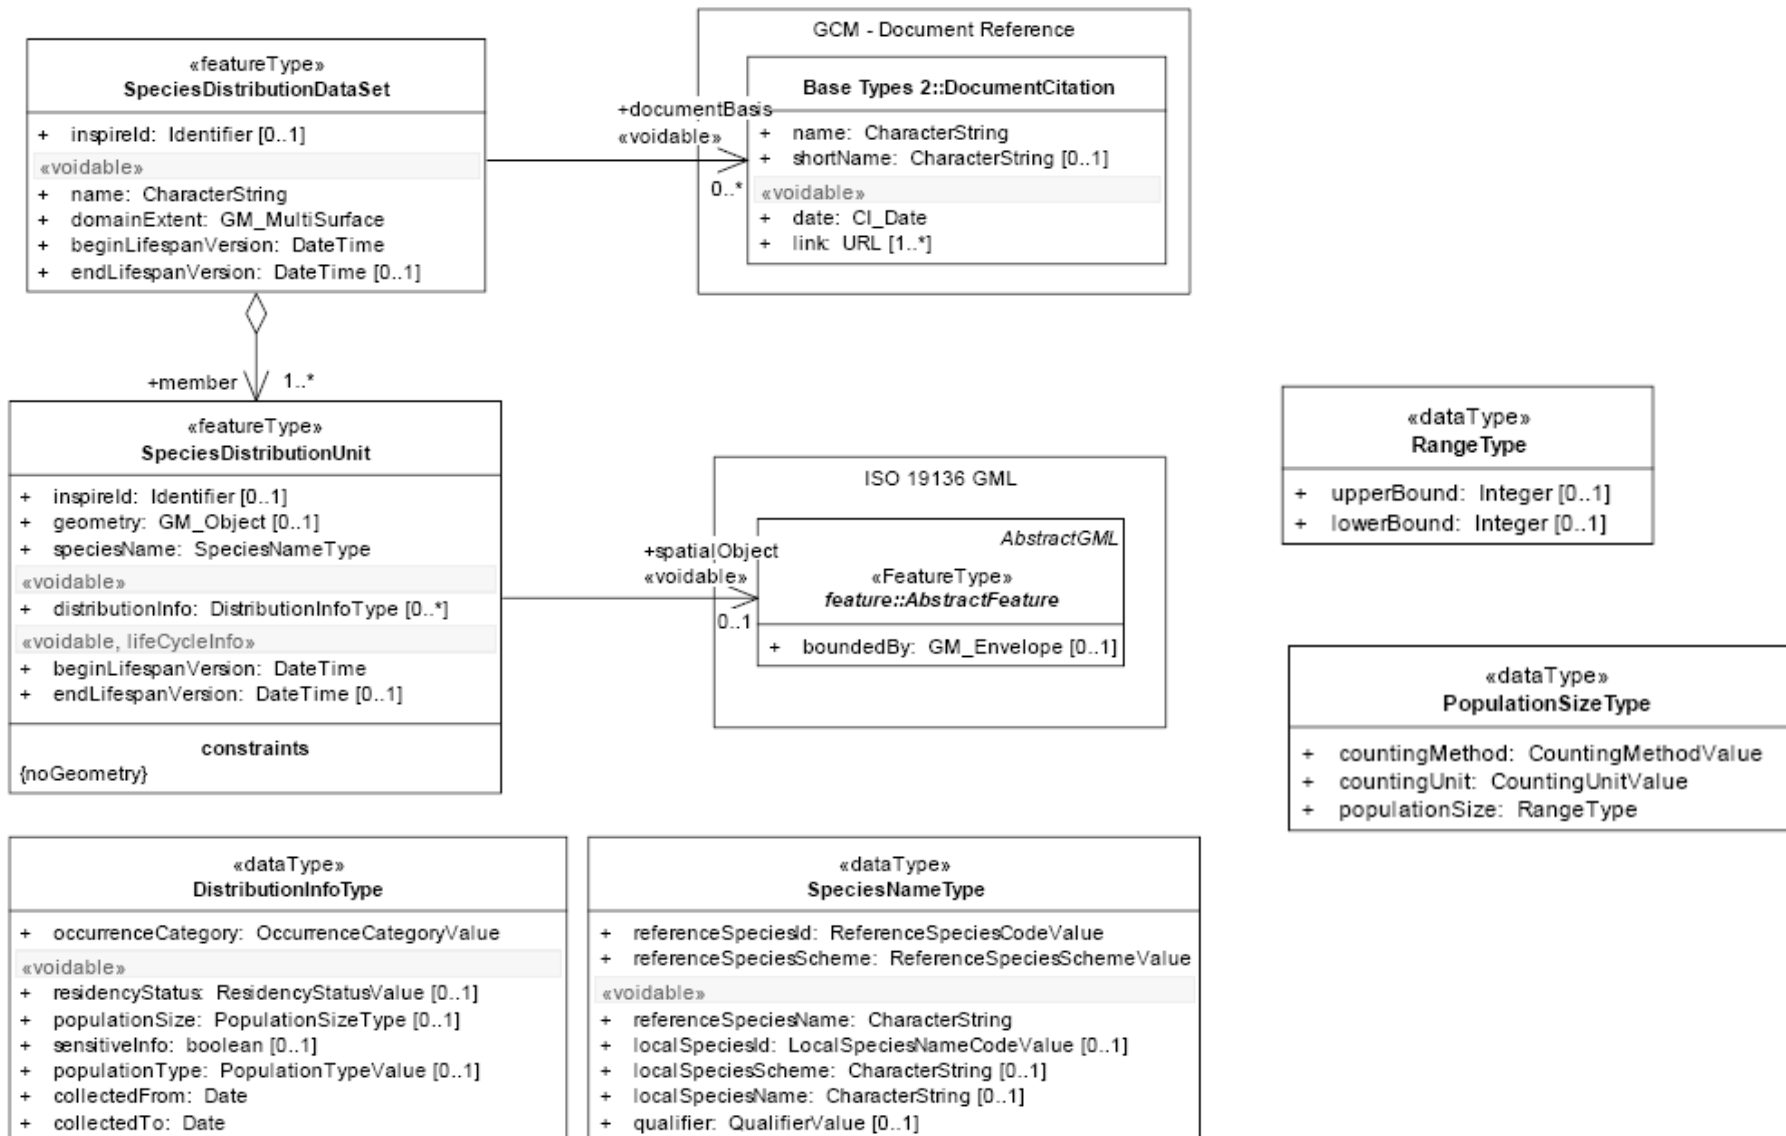 «featureType»
SpeciesDistributionDataSet
+ inspireId: Identifier [0..1]
«voidable»
+ name: CharacterString
+ domainExtent: GM_MultiSurface
+ beginLifespanVersion: DateTime
+ endLifespanVersion: DateTime [0..1]
+documentBasis
«voidable»
0..*
GCM - Document Reference
Base Types 2::DocumentCitation
+ name: CharacterString
+ shortName: CharacterString [0..1]
«voidable»
+ date: CI_Date
+ link: URL [1..*]
+member 1..*
«featureType»
SpeciesDistributionUnit
+ inspireId: Identifier [0..1]
+ geometry: GM_Object [0..1]
+ speciesName: SpeciesNameType
«voidable»
+ distributionInfo: DistributionInfoType [0..*]
«voidable, lifeCycleInfo»
+ beginLifespanVersion: DateTime
+ endLifespanVersion: DateTime [0..1]
constraints
{noGeometry}
+spatialObject
«voidable»
0..1
ISO 19136 GML
AbstractGML
«FeatureType»
feature::AbstractFeature
+ boundedBy: GM_Envelope [0..1]
«dataType»
RangeType
+ upperBound: Integer [0..1]
+ lowerBound: Integer [0..1]
«dataType»
PopulationSizeType
+ countingMethod: CountingMethodValue
+ countingUnit: CountingUnitValue
+ populationSize: RangeType
«dataType»
DistributionInfoType
+ occurrenceCategory: OccurrenceCategoryValue
«voidable»
+ residencyStatus: ResidencyStatusValue [0..1]
+ populationSize: PopulationSizeType [0..1]
+ sensitiveInfo: boolean [0..1]
+ populationType: PopulationTypeValue [0..1]
+ collectedFrom: Date
+ collectedTo: Date
«dataType»
SpeciesNameType
+ referenceSpeciesId: ReferenceSpeciesCodeValue
+ referenceSpeciesScheme: ReferenceSpeciesSchemeValue
«voidable»
+ referenceSpeciesName: CharacterString
+ localSpeciesId: LocalSpeciesNameCodeValue [0..1]
+ localSpeciesScheme: CharacterString [0..1]
+ localSpeciesName: CharacterString [0..1]
+ qualifier: QualifierValue [0..1]